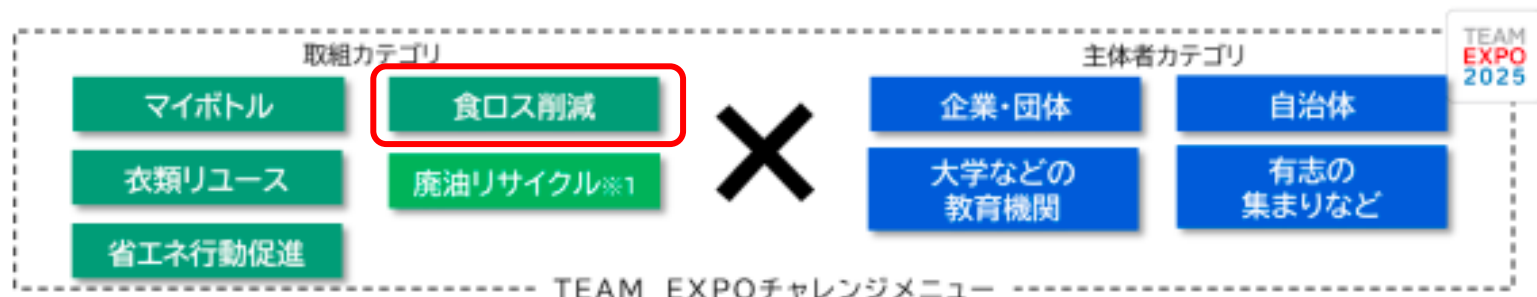 取組カテゴリ
主体者カテゴリ
TEAM
EXPO
2025
マイボトル
食ロス削減
企業・団体
自治体
衣類リユース
廃油リサイクル※1
大学などの
教育機関
有志の
集まりなど
省エネ行動促進
TEAM EXPOチャレンジメニュー